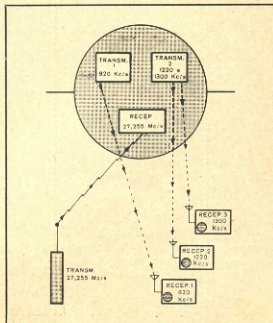 TRANSM.
1
820 Kc/s
TRANSM.
2
1220 e
1300 Kc/s
RECEP
27,255 Mc/s
RECEP. 3
1300
Kc/s
RECEP. 2
1220
Kc/s
TRANSM.
27,255 Mc/s
RECEP. 1
820
Kc/s